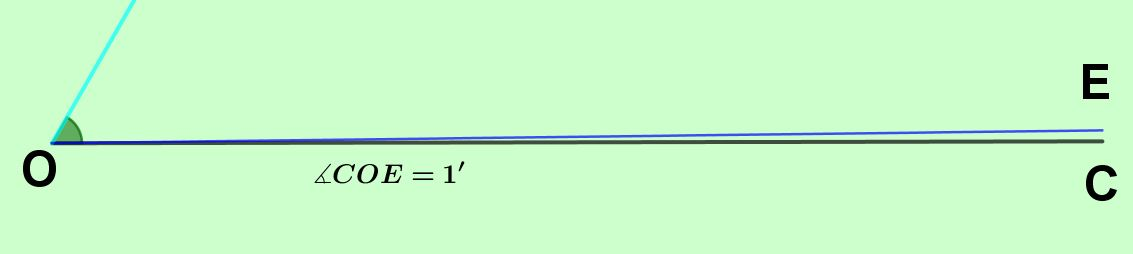 E
O
∡COE = 1′
C